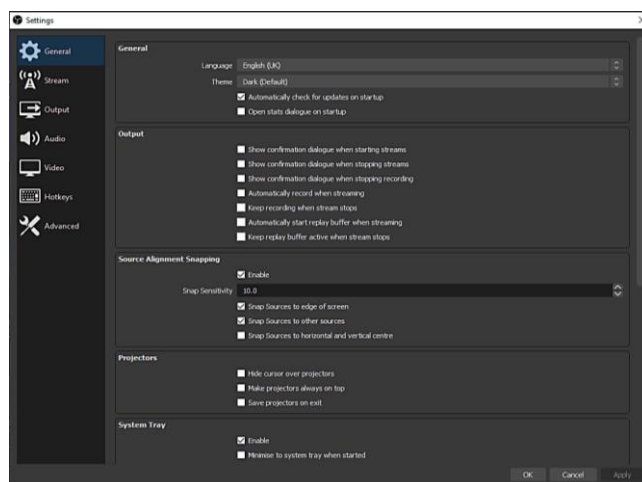 Settings
General
Stream
Output
Audio
Video
Hotkeys
Advanced
General
Language English (UK)
Theme Dark (Default)
Automatically check for updates on startup
Open stats dialogue on startup
Output
Show confirmation dialogue when starting streams
Show confirmation dialogue when stopping streams
Show confirmation dialogue when stopping recording
Automatically record when streaming
Keep recording when stream stops
Automatically start replay buffer when streaming
Keep replay buffer active when stream stops
Source Alignment Snapping
Enable
Snap Sensitivity 10.0
Snap Sources to edge of screen
Snap Sources to other sources
Snap Sources to horizontal and vertical centre
Projectors
Hide cursor over projectors
Make projectors always on top
Save projectors on exit
System Tray
Enable
Minimise to system tray when started
OK Cancel Apply